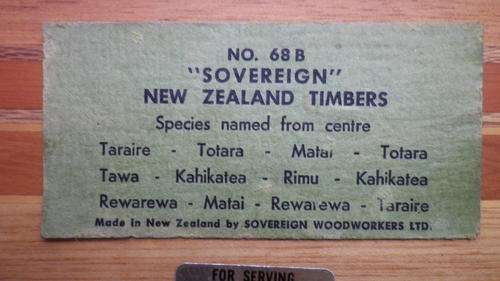 NO. 68 B
"SOVEREIGN"
NEW ZEALAND TIMBERS
Species named from centre
Taraire - Totara - Matai - Totara
Tawa - Kahikatea - Rimu - Kahikatea
Rewarewa - Matai - Rewarewa - Taraire
Made in New Zealand by SOVEREIGN WOODWORKERS LTD.
FOR SERVING